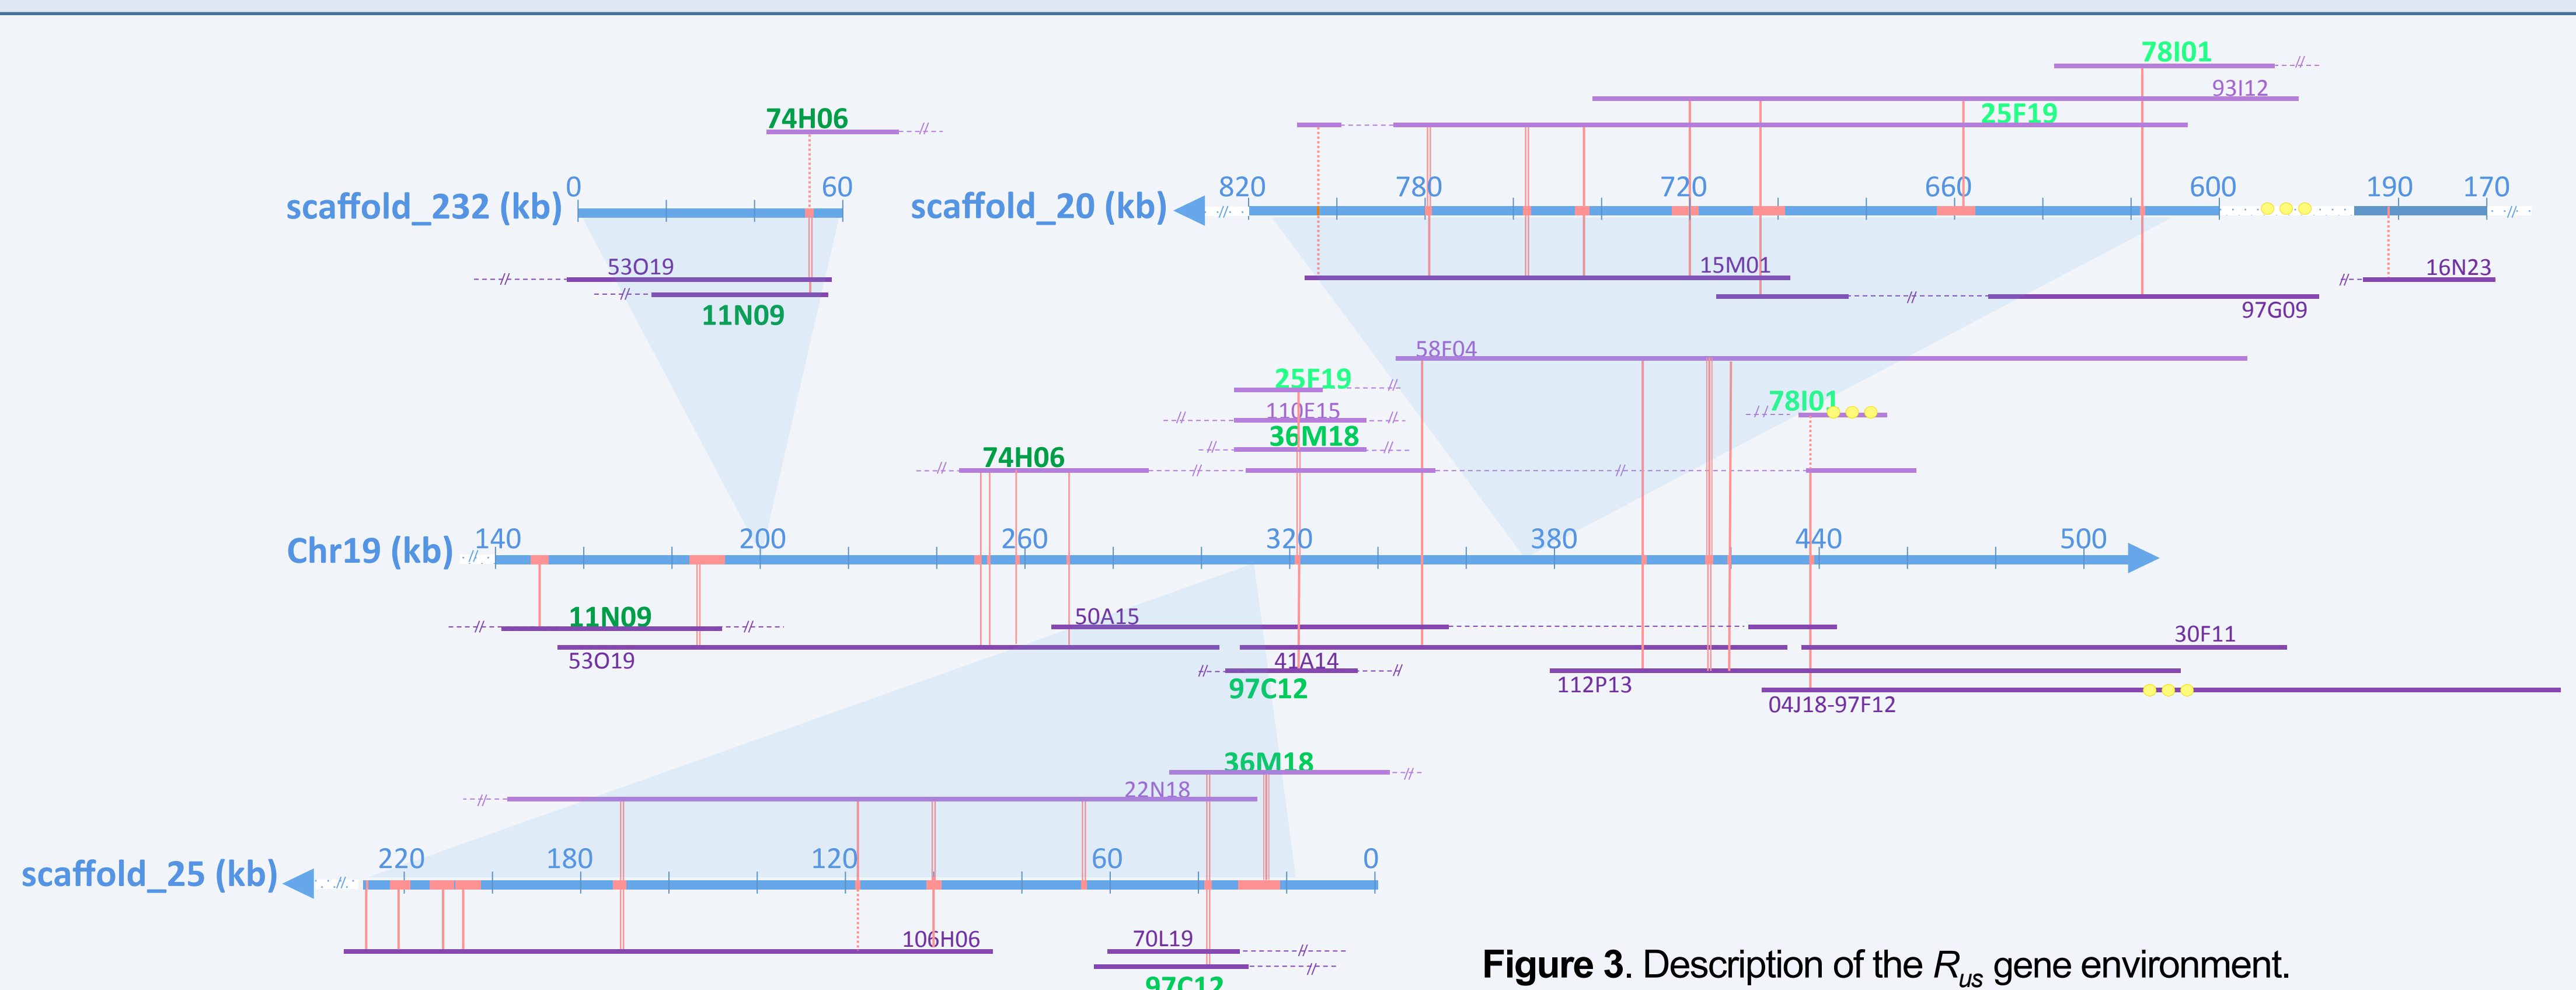 78I01
93I12
74H06
25F19
scaffold_232 (kb) 0 60
scaffold_20 (kb) 820 780 720 660 600 190 170
53O19
15M01
16N23
11N09
97G09
58F04
25F19
78I01
110E15
36M18
74H06
Chr19 (kb) 140 200 260 320 380 440 500
11N09
50A15
30F11
53O19
41A14
97C12
112P13
04J18-97F12
36M18
22N18
scaffold_25 (kb) 220 180 120 60 0
106H06
70L19
97C12
Figure 3. Description of the Rus gene environment.